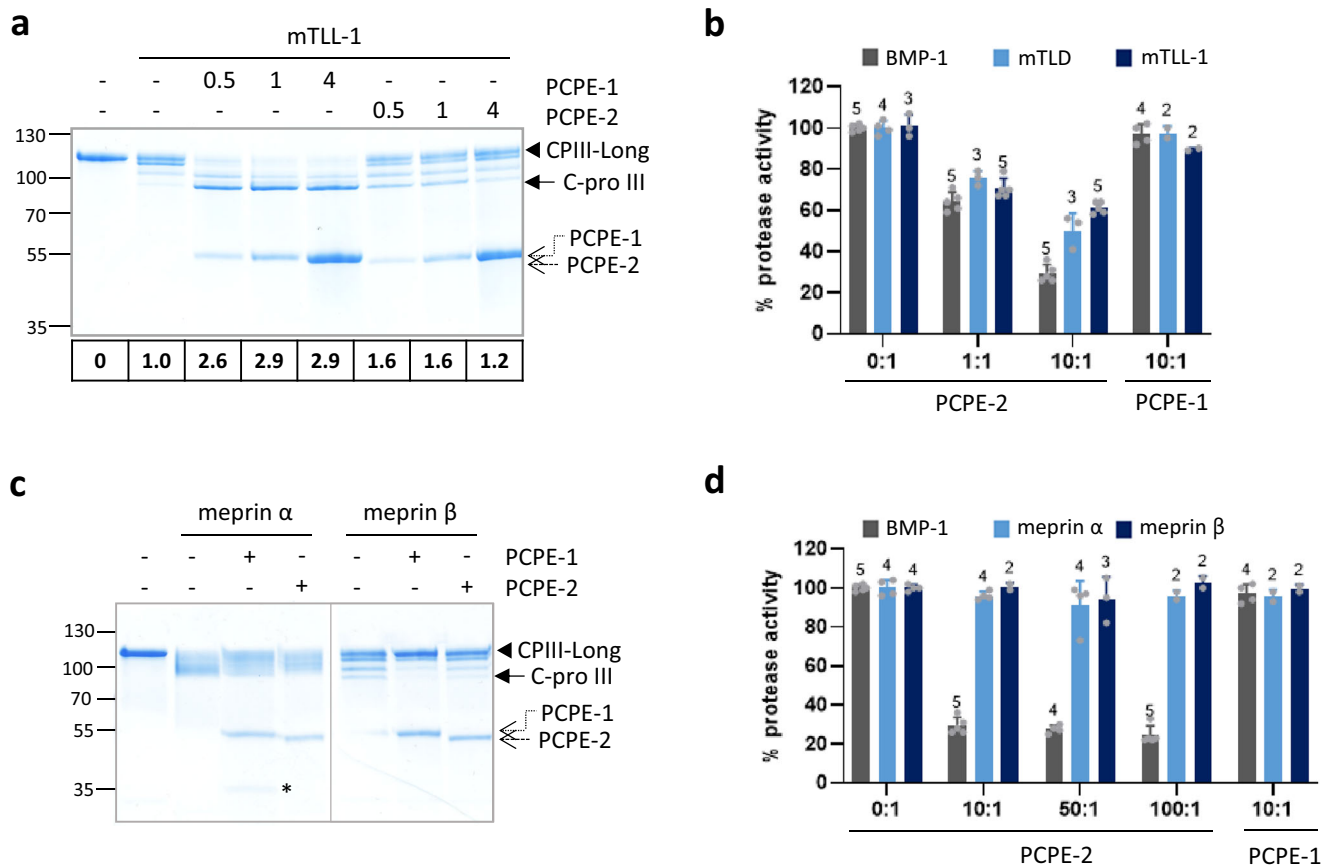 a
mTLL-1
- - 0.5 1 4 - - - PCPE-1
- - - - - 0.5 1 4 PCPE-2
130
100
70
55
35
CPIII-Long
C-pro III
PCPE-1
PCPE-2
0 1.0 2.6 2.9 2.9 1.6 1.6 1.2
b
BMP-1 mTLD mTLL-1
% protease activity
120
100
80
60
40
20
0
5 4 3
5 3 5
5 3 5
4 2 2
0:1 1:1 10:1 10:1
PCPE-2 PCPE-1
c
meprin α meprin β
- - + - - + - PCPE-1
- - - + - - + PCPE-2
130
100
70
55
35
CPIII-Long
C-pro III
PCPE-1
PCPE-2
*
d
BMP-1 meprin α meprin β
% protease activity
120
100
80
60
40
20
0
5 4 4
5 4 2
4 4 3
5 2 2
4 2 2
0:1 10:1 50:1 100:1 10:1
PCPE-2 PCPE-1